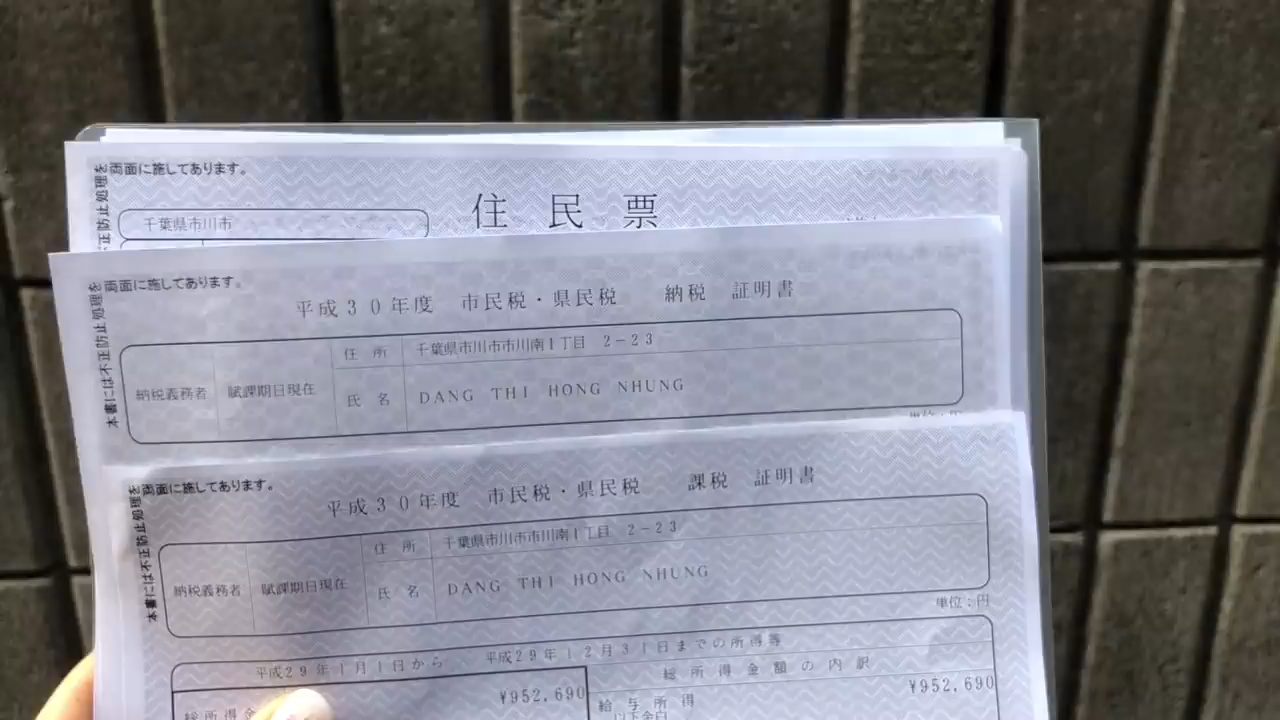 本書には不正防止処理を両面に施してあります。
住民票
千葉県市川市
本書には不正防止処理を両面に施してあります。
平成30年度 市民税・県民税 納税 証明書
納税義務者 賦課期日現在 住所 千葉県市川市市川南1丁目 2-23
氏名 DANG THI HONG NHUNG
単位：円
本書には不正防止処理を両面に施してあります。
平成30年度 市民税・県民税 課税 証明書
納税義務者 賦課期日現在 住所 千葉県市川市市川南1丁目 2-23
氏名 DANG THI HONG NHUNG
単位：円
平成29年1月1日から 平成29年12月31日までの所得等
総所得金額の内訳
総所得金 ¥952,690 給与所得 ¥952,690
以下余白